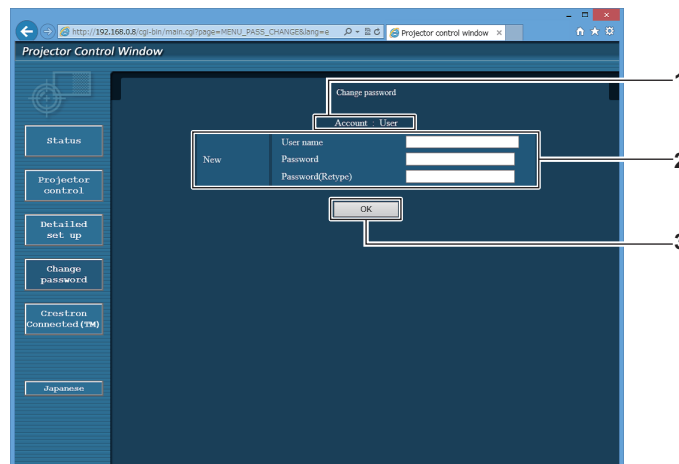 http://192.168.0.8/cgi-bin/main.cgi?page=MENU_PASS_CHANGE&lang=e
Projector control window
Projector Control Window
1
Change password
Account : User
Status
User name
New
Password
2
Password(Retype)
Projector
control
OK
Detailed
set up
3
Change
password
Crestron
Connected(TM)
Japanese